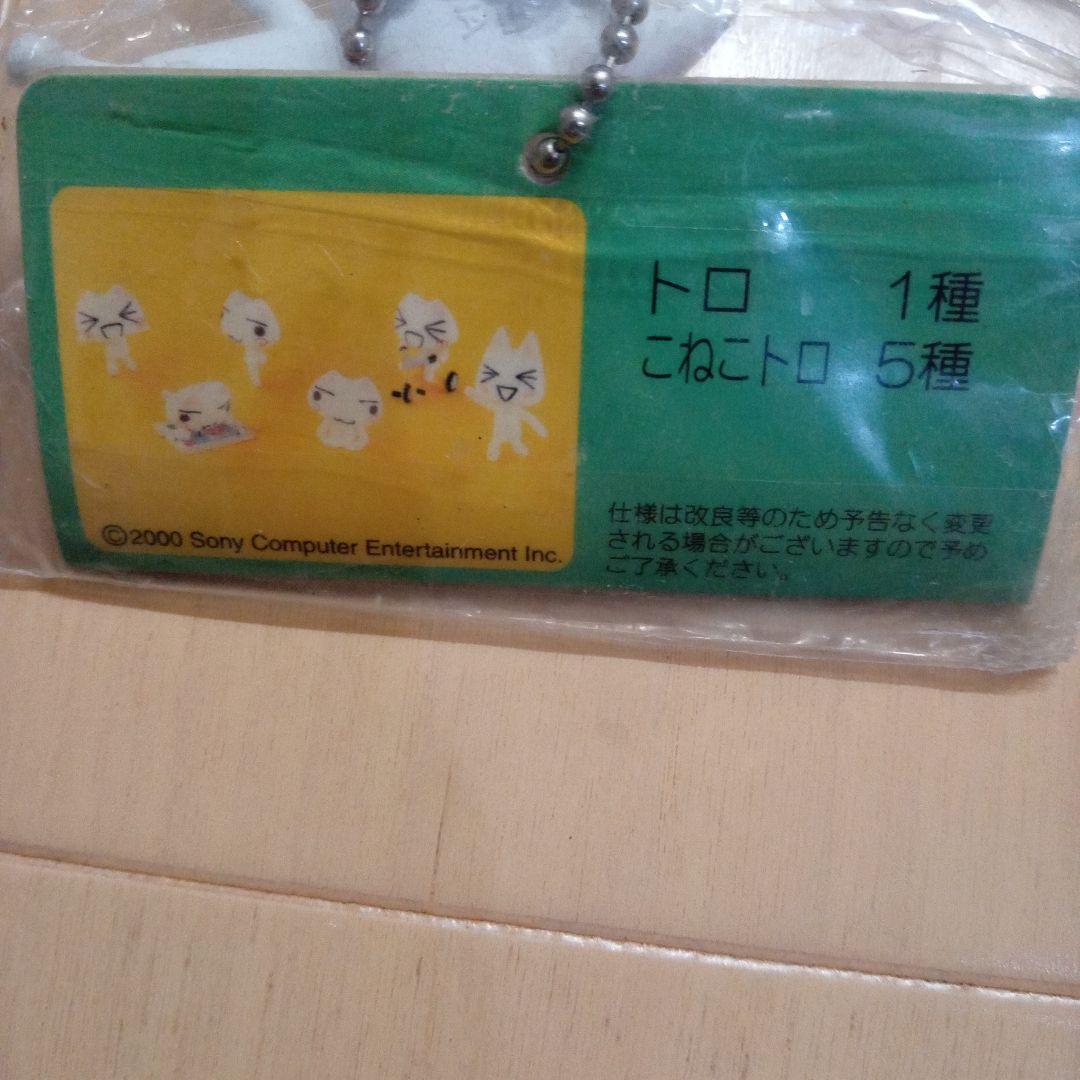 トロ 1種
こねこトロ 5種
仕様は改良等のため予告なく変更
される場合がございますので予め
ご了承ください。
©2000 Sony Computer Entertainment Inc.